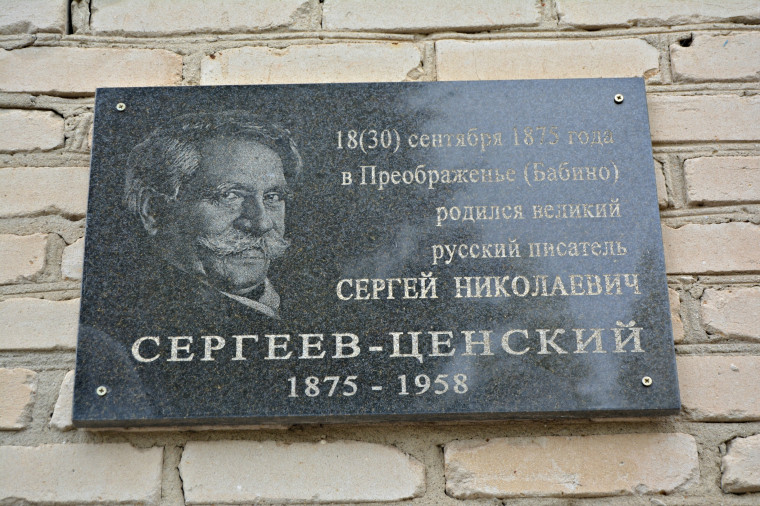 18(30) сентября 1875 года
в Преображенье (Бабино)
родился великий
русский писатель
СЕРГЕЙ НИКОЛАЕВИЧ
СЕРГЕЕВ-ЦЕНСКИЙ
1875 - 1958